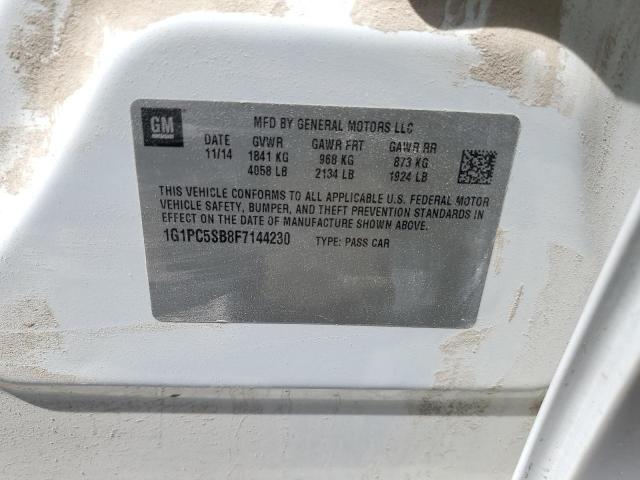 GM
MFD BY GENERAL MOTORS LLC
DATE GVWR GAWR FRT GAWR RR
11/14 1841 KG 968 KG 873 KG
4058 LB 2134 LB 1924 LB
THIS VEHICLE CONFORMS TO ALL APPLICABLE U.S. FEDERAL MOTOR
VEHICLE SAFETY, BUMPER, AND THEFT PREVENTION STANDARDS IN
EFFECT ON THE DATE OF MANUFACTURE SHOWN ABOVE.
1G1PC5SB8F7144230 TYPE: PASS CAR